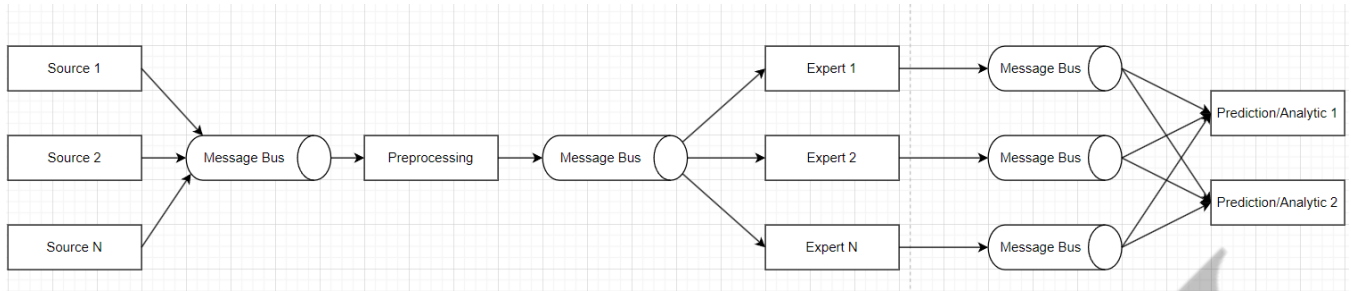 Source 1
Source 2
Source N
Message Bus
Preprocessing
Message Bus
Expert 1
Expert 2
Expert N
Message Bus
Message Bus
Message Bus
Prediction/Analytic 1
Prediction/Analytic 2